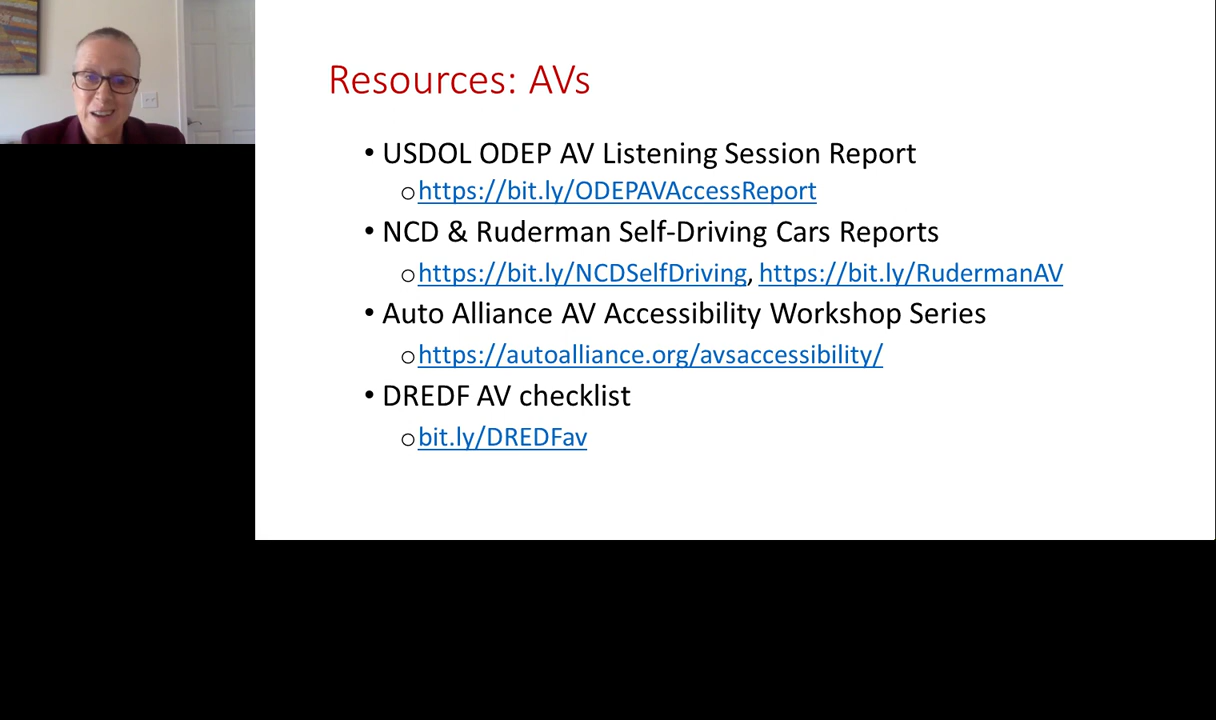 Resources: AVs
• USDOL ODEP AV Listening Session Report
○ https://bit.ly/ODEPAVAccessReport
• NCD & Ruderman Self-Driving Cars Reports
○ https://bit.ly/NCDSelfDriving, https://bit.ly/RudermanAV
• Auto Alliance AV Accessibility Workshop Series
○ https://autoalliance.org/avsaccessibility/
• DREDF AV checklist
○ bit.ly/DREDFav